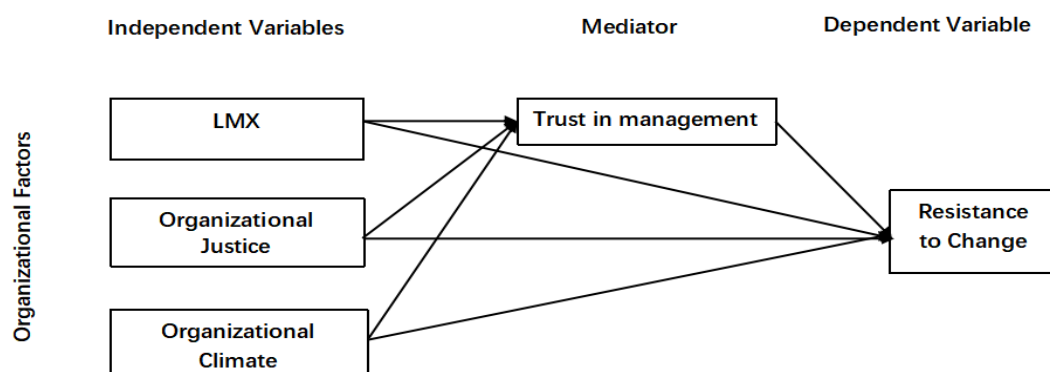 Independent Variables
Mediator
Dependent Variable
Organizational Factors
LMX
Trust in management
Organizational
Justice
Resistance
to Change
Organizational
Climate